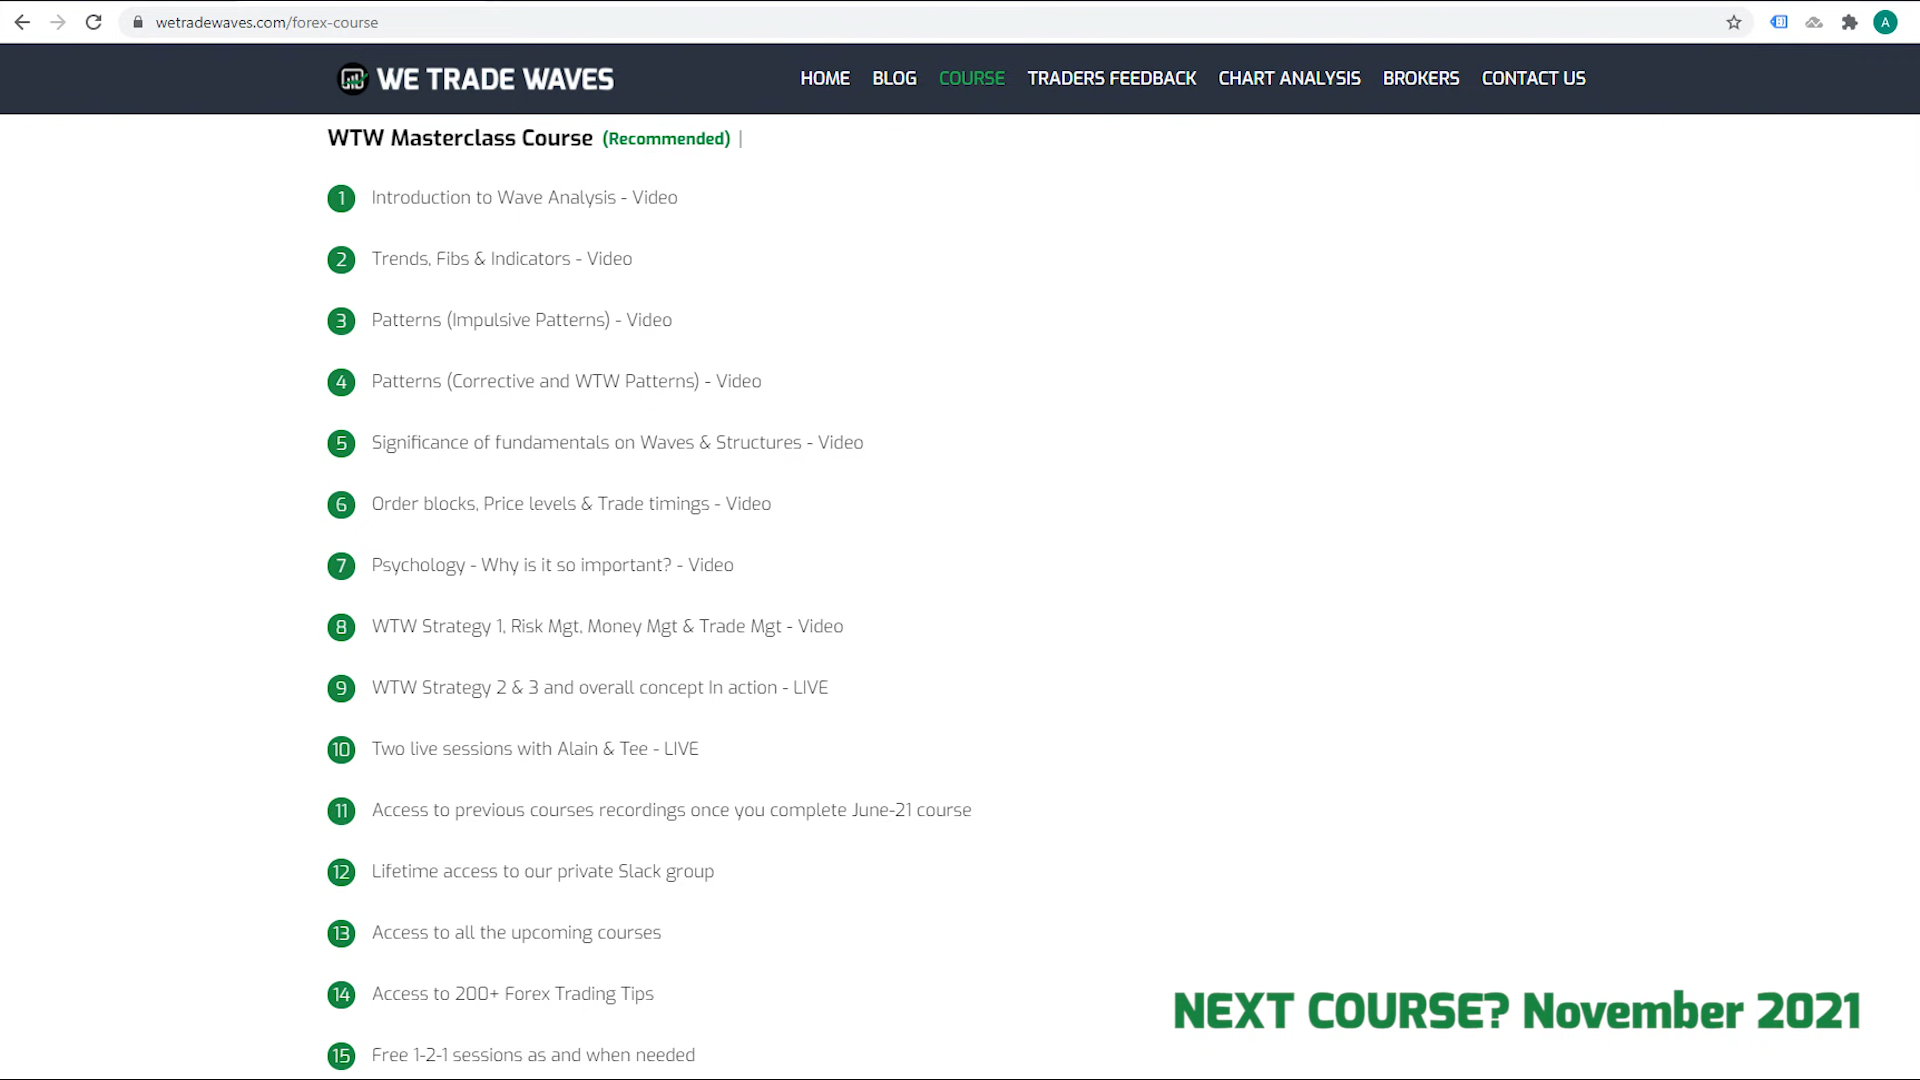 wetradewaves.com/forex-course
A
WE TRADE WAVES
HOME BLOG COURSE TRADERS FEEDBACK CHART ANALYSIS BROKERS CONTACT US
WTW Masterclass Course (Recommended) |
1 Introduction to Wave Analysis - Video
2 Trends, Fibs & Indicators - Video
3 Patterns (Impulsive Patterns) - Video
4 Patterns (Corrective and WTW Patterns) - Video
5 Significance of fundamentals on Waves & Structures - Video
6 Order blocks, Price levels & Trade timings - Video
7 Psychology - Why is it so important? - Video
8 WTW Strategy 1, Risk Mgt, Money Mgt & Trade Mgt - Video
9 WTW Strategy 2 & 3 and overall concept In action - LIVE
10 Two live sessions with Alain & Tee - LIVE
11 Access to previous courses recordings once you complete June-21 course
12 Lifetime access to our private Slack group
13 Access to all the upcoming courses
14 Access to 200+ Forex Trading Tips
NEXT COURSE? November 2021
15 Free 1-2-1 sessions as and when needed